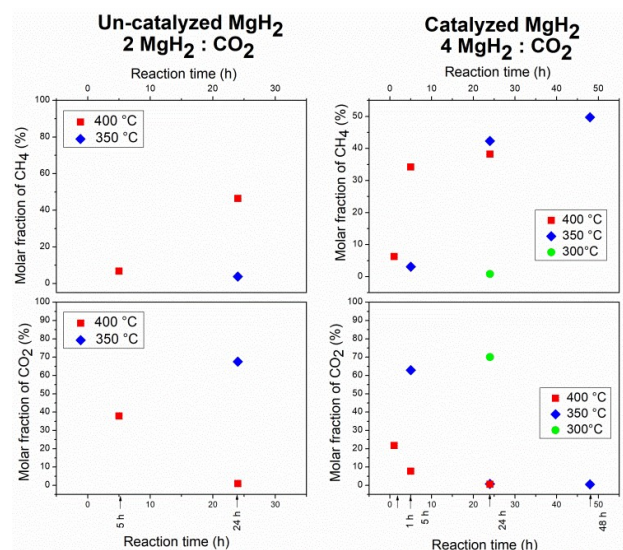 Un-catalyzed MgH2
2 MgH2 : CO2
Reaction time (h)
0 10 20 30
Molar fraction of CH4 (%)
100
80
60
40
20
0
400 °C
350 °C
Molar fraction of CO2 (%)
100
90
80
70
60
50
40
30
20
10
0
400 °C
350 °C
0 10 20 30
5 h
24 h
Reaction time (h)
Catalyzed MgH2
4 MgH2 : CO2
Reaction time (h)
0 10 20 30 40 50
Molar fraction of CH4 (%)
50
40
30
20
10
0
400 °C
350 °C
300°C
Molar fraction of CO2 (%)
100
90
80
70
60
50
40
30
20
10
0
400 °C
350 °C
300°C
0 10 20 30 40 50
1 h
5 h
24 h
48 h
Reaction time (h)